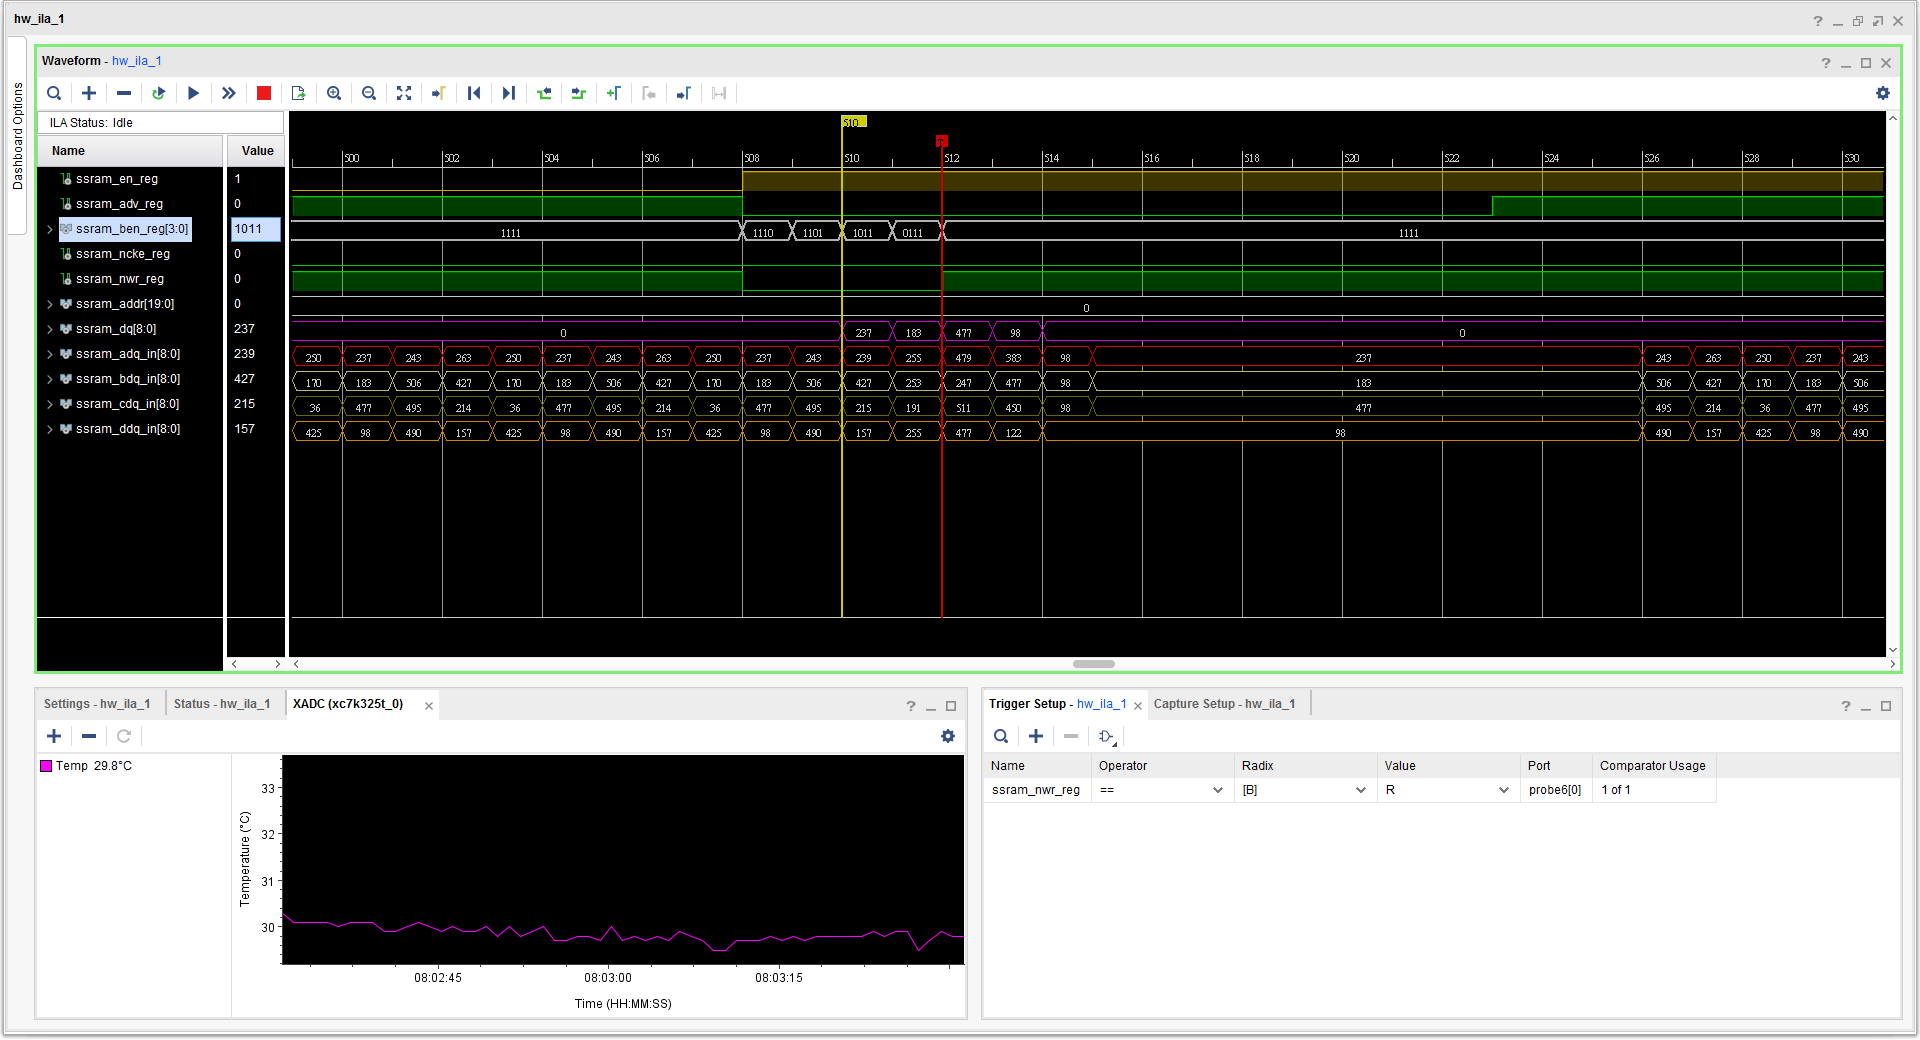 hw_ila_1
Dashboard Options
Waveform - hw_ila_1
ILA Status: Idle
Name Value
510
500 502 504 506 508 510 512 514 516 518 520 522 524 526 528 530
ssram_en_reg 1
ssram_adv_reg 0
ssram_ben_reg[3:0] 1011 1111 1110 1101 1011 0111 1111
ssram_ncke_reg 0
ssram_nwr_reg 0
ssram_addr[19:0] 0 0
ssram_dq[8:0] 237 0 237 183 477 98 0
ssram_adq_in[8:0] 239 250 237 243 263 250 237 243 263 250 237 243 239 255 479 383 98 237 243 263 250 237 243
ssram_bdq_in[8:0] 427 170 183 506 427 170 183 506 427 170 183 506 427 253 247 477 98 183 506 427 170 183 506
ssram_cdq_in[8:0] 215 36 477 495 214 36 477 495 214 36 477 495 215 191 511 450 98 477 495 214 36 477 495
ssram_ddq_in[8:0] 157 425 98 490 157 425 98 490 157 425 98 490 157 255 477 122 98 490 157 425 98 490
Settings - hw_ila_1 Status - hw_ila_1 XADC (xc7k325t_0)
Temp 29.8°C
Temperature (°C)
33
32
31
30
08:02:45 08:03:00 08:03:15
Time (HH:MM:SS)
Trigger Setup - hw_ila_1 Capture Setup - hw_ila_1
Name Operator Radix Value Port Comparator Usage
ssram_nwr_reg == [B] R probe6[0] 1 of 1